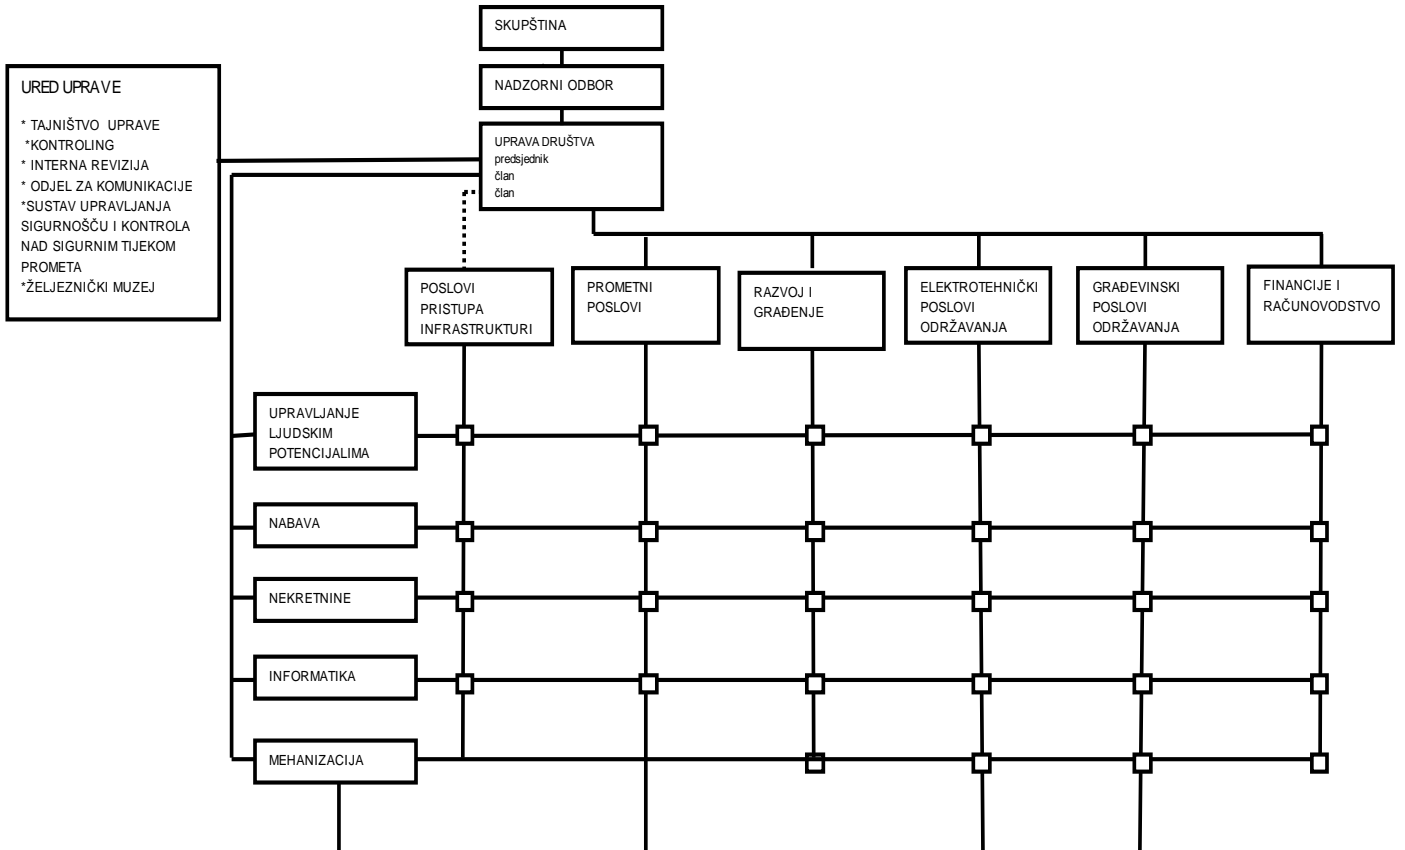 SKUPŠTINA
NADZORNI ODBOR
UPRAVA DRUŠTVA
predsjednik
član
član
URED UPRAVE
* TAJNIŠTVO UPRAVE
*KONTROLING
* INTERNA REVIZIJA
* ODJEL ZA KOMUNIKACIJE
*SUSTAV UPRAVLJANJA
SIGURNOŠČU I KONTROLA
NAD SIGURNIM TIJEKOM
PROMETA
*ŽELJEZNIČKI MUZEJ
POSLOVI
PRISTUPA
INFRASTRUKTURI
PROMETNI
POSLOVI
RAZVOJ I
GRAĐENJE
ELEKTROTEHNIČKI
POSLOVI
ODRŽAVANJA
GRAĐEVINSKI
POSLOVI
ODRŽAVANJA
FINANCIJE I
RAČUNOVODSTVO
UPRAVLJANJE
LJUDSKIM
POTENCIJALIMA
NABAVA
NEKRETNINE
INFORMATIKA
MEHANIZACIJA